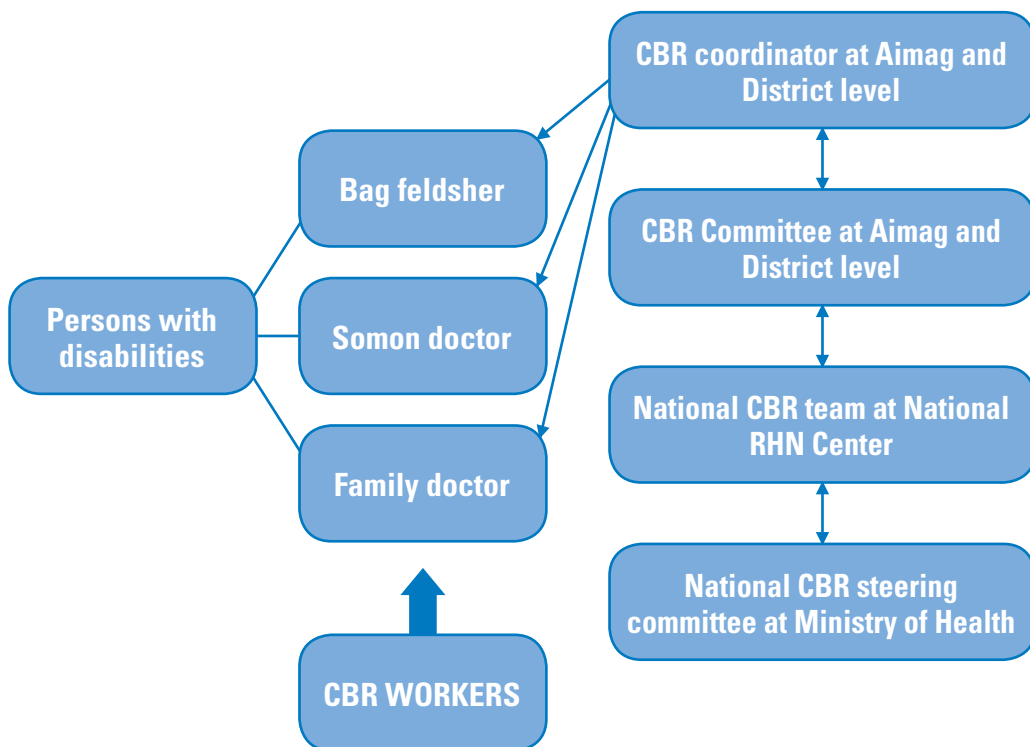 CBR coordinator at Aimag and
District level
Bag feldsher
CBR Committee at Aimag and
District level
Persons with
disabilities
Somon doctor
National CBR team at National
RHN Center
Family doctor
National CBR steering
committee at Ministry of Health
CBR WORKERS